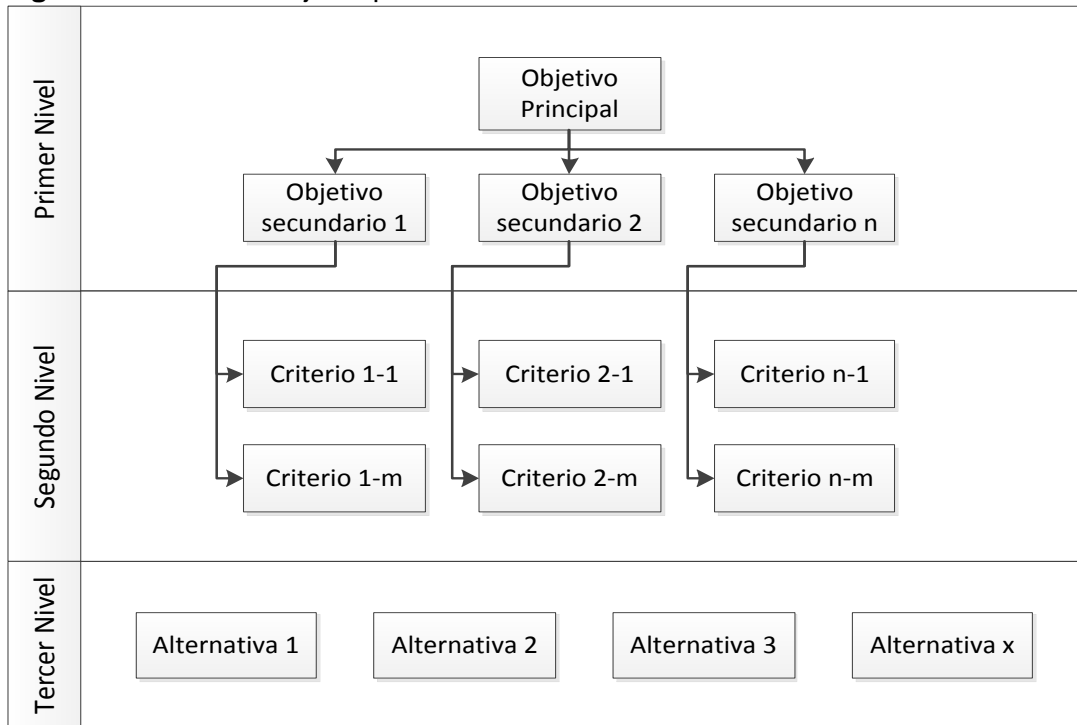 Primer Nivel
Objetivo
Principal
Objetivo
secundario 1
Objetivo
secundario 2
Objetivo
secundario n
Segundo Nivel
Criterio 1-1
Criterio 2-1
Criterio n-1
Criterio 1-m
Criterio 2-m
Criterio n-m
Tercer Nivel
Alternativa 1
Alternativa 2
Alternativa 3
Alternativa x